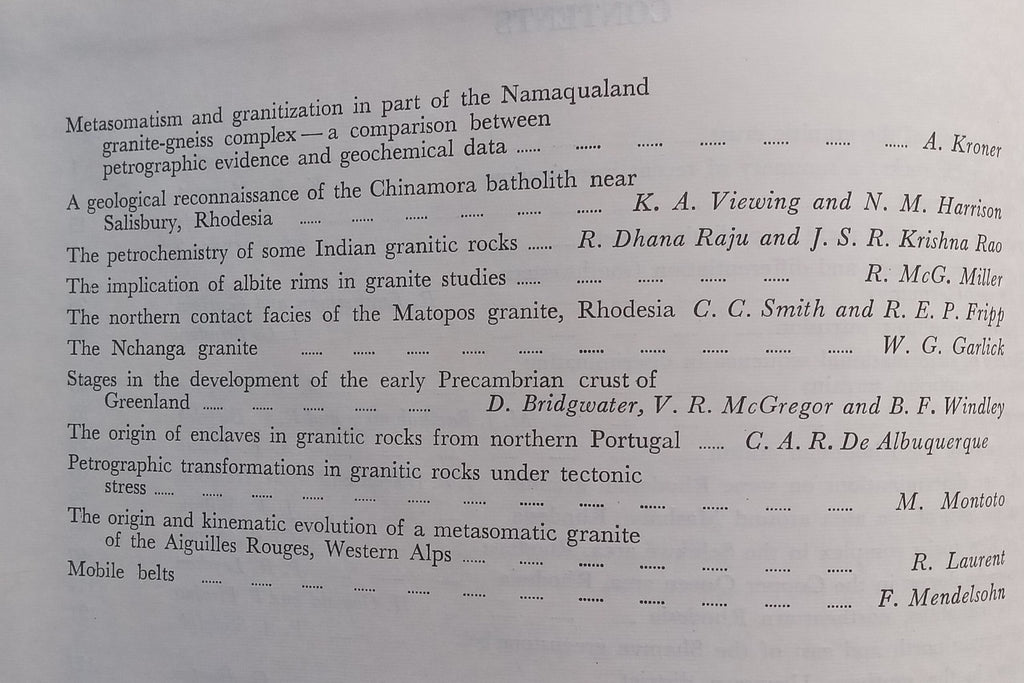 CONTENTS
Metasomatism and granitization in part of the Namaqualand
granite-gneiss complex — a comparison between
petrographic evidence and geochemical data ...... ...... ...... ...... ...... ...... ...... A. Kroner
A geological reconnaissance of the Chinamora batholith near
Salisbury, Rhodesia ...... ...... ...... ...... ...... ...... K. A. Viewing and N. M. Harrison
The petrochemistry of some Indian granitic rocks ...... R. Dhana Raju and J. S. R. Krishna Rao
The implication of albite rims in granite studies ...... ...... ...... ...... ...... R. McG. Miller
The northern contact facies of the Matopos granite, Rhodesia C. C. Smith and R. E. P. Fripp
The Nchanga granite ...... ...... ...... ...... ...... ...... ...... ...... ...... ...... W. G. Garlick
Stages in the development of the early Precambrian crust of
Greenland ...... ...... ...... ...... ...... D. Bridgwater, V. R. McGregor and B. F. Windley
The origin of enclaves in granitic rocks from northern Portugal ...... C. A. R. De Albuquerque
Petrographic transformations in granitic rocks under tectonic
stress ...... ...... ...... ...... ...... ...... ...... ...... ...... ...... ...... ...... ...... M. Montoto
The origin and kinematic evolution of a metasomatic granite
of the Aiguilles Rouges, Western Alps ...... ...... ...... ...... ...... ...... ...... R. Laurent
Mobile belts ...... ...... ...... ...... ...... ...... ...... ...... ...... ...... ...... ...... F. Mendelsohn